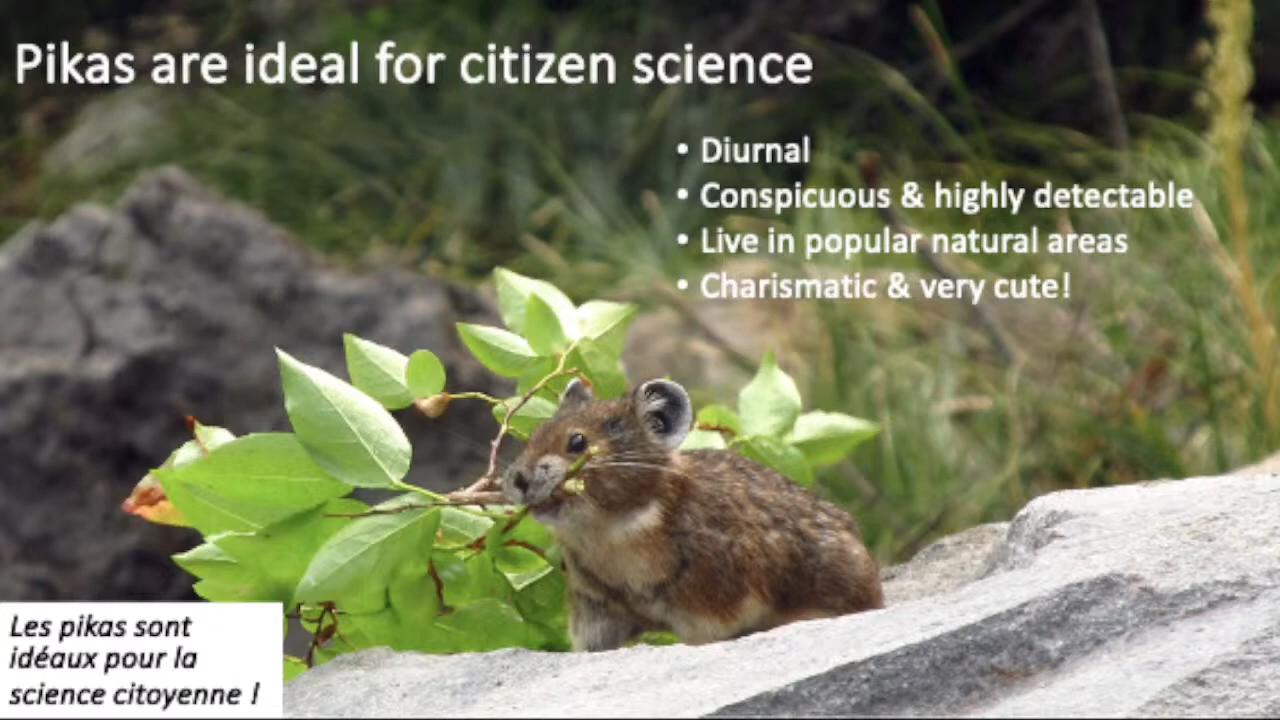 Pikas are ideal for citizen science
• Diurnal
• Conspicuous & highly detectable
• Live in popular natural areas
• Charismatic & very cute!
Les pikas sont
idéaux pour la
science citoyenne !